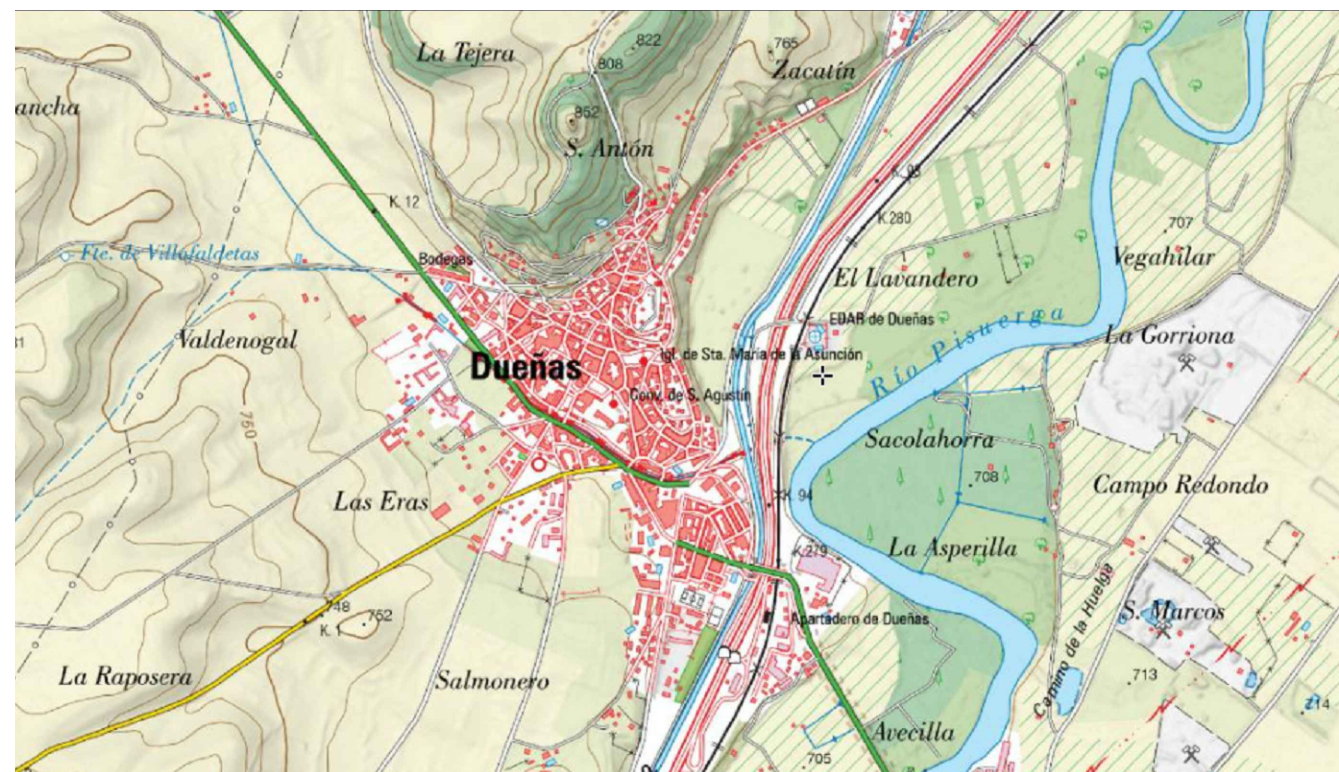 La Tejera
822
765
808
Zacatín
ancha
852
S. Antón
K. 12
K. 280
707
Fte. de Villafaldetas
Bodegas
Vegahilar
El Lavandero
EDAR de Dueñas
Río Pisuerga
Valdenogal
La Gorriona
Igl. de Sta. María de la Asunción
Dueñas
Conv. de S. Agustín
750
Sacolahorra
708
Campo Redondo
Las Eras
K. 94
La Asperilla
K. 279
748
752
K. 1
S. Marcos
Apartadero de Dueñas
Camino de la Huelga
La Raposera
Salmonero
713
714
Avecilla
705